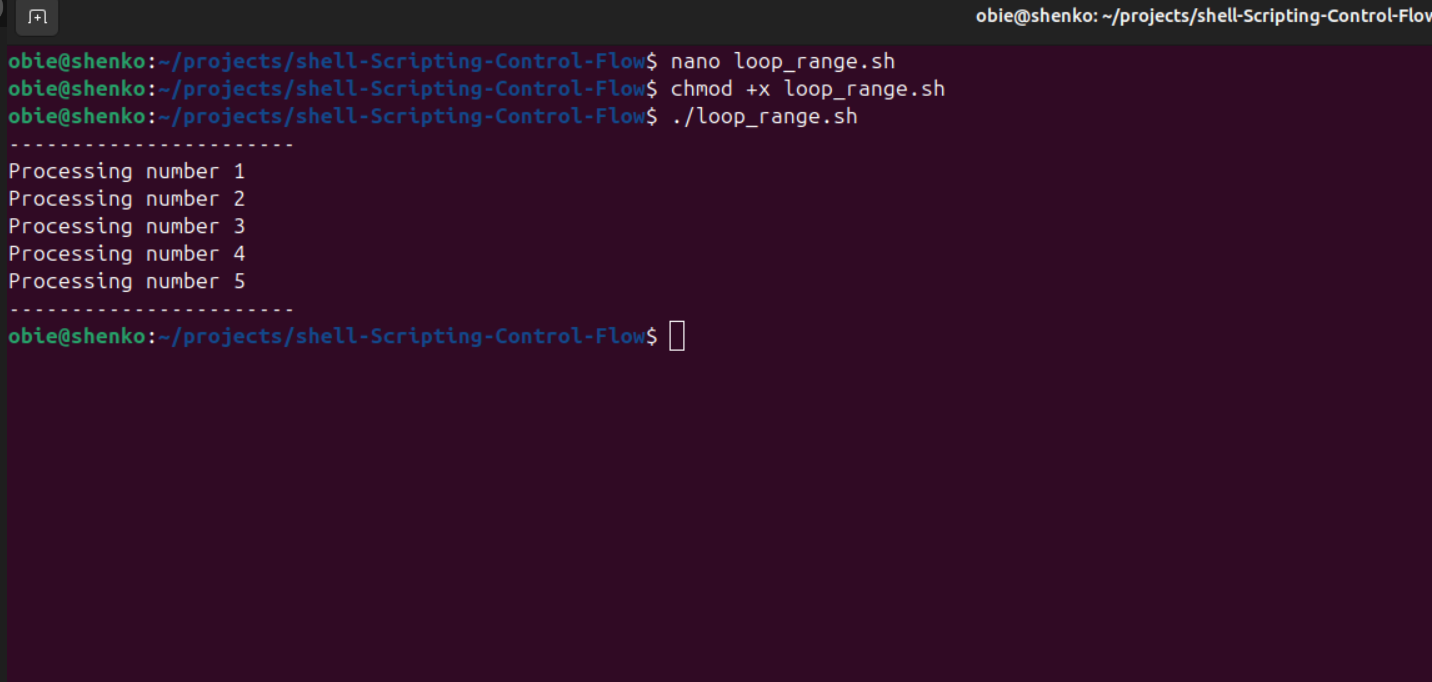 obie@shenko: ~/projects/shell-Scripting-Control-Flow
obie@shenko:~/projects/shell-Scripting-Control-Flow$ nano loop_range.sh
obie@shenko:~/projects/shell-Scripting-Control-Flow$ chmod +x loop_range.sh
obie@shenko:~/projects/shell-Scripting-Control-Flow$ ./loop_range.sh
-----------------------
Processing number 1
Processing number 2
Processing number 3
Processing number 4
Processing number 5
-----------------------
obie@shenko:~/projects/shell-Scripting-Control-Flow$